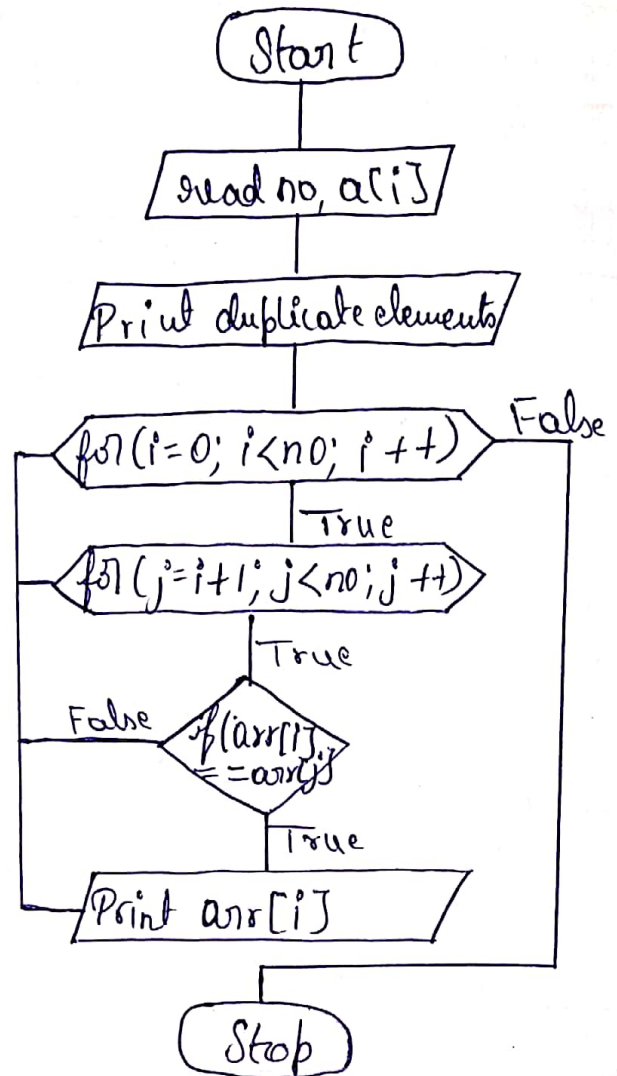 Start
read no, a[i]
Print duplicate elements
for(i=0; i<no; i++)
False
True
for(j=i+1; j<no; j++)
True
False
if(arr[i]
==arr[j]
True
Print arr[i]
Stop